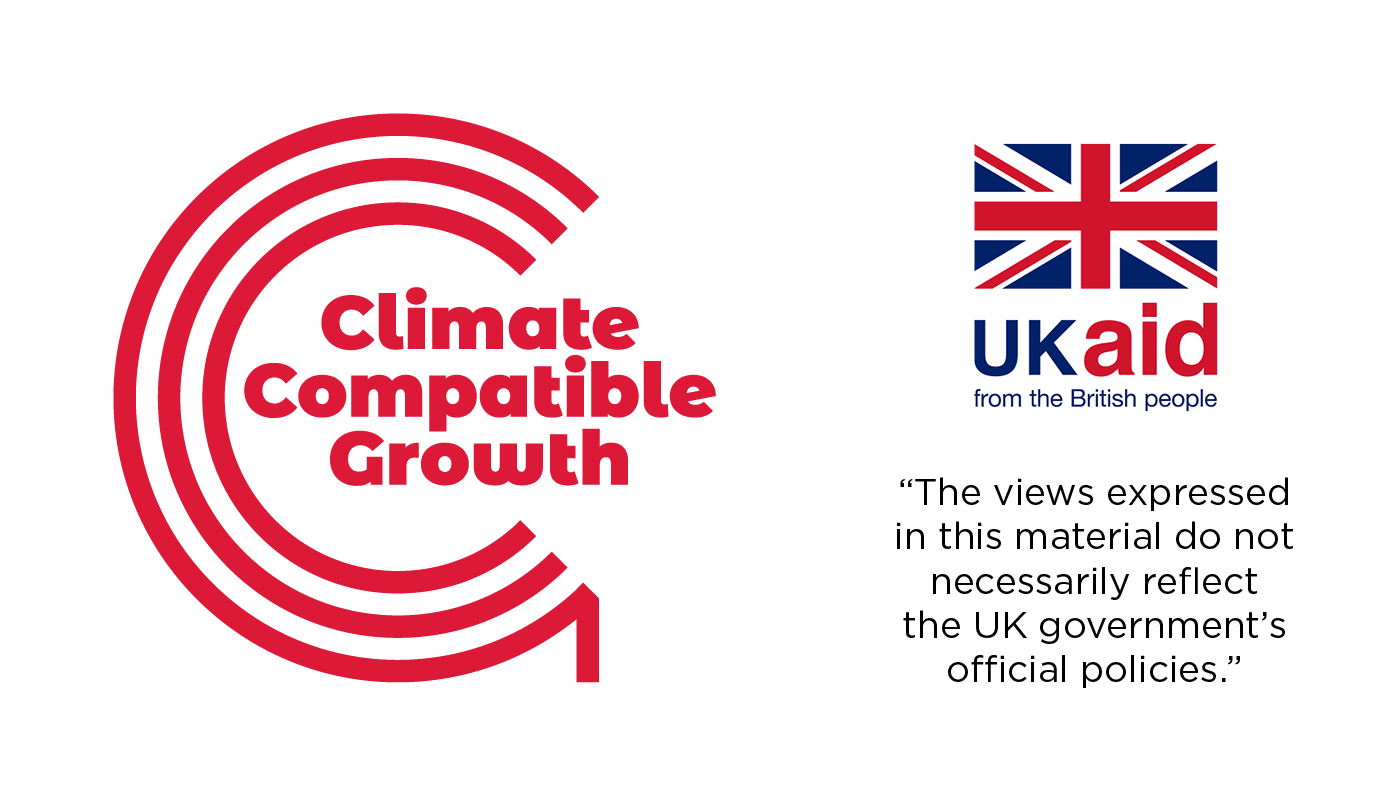 Climate
Compatible
Growth
UKaid
from the British people
“The views expressed
in this material do not
necessarily reflect
the UK government’s
official policies.”